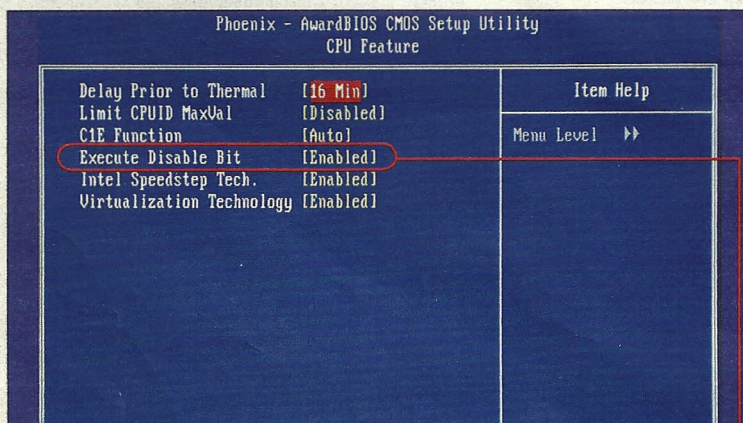 Phoenix - AwardBIOS CMOS Setup Utility
CPU Feature
Delay Prior to Thermal [16 Min]
Limit CPUID MaxVal [Disabled]
C1E Function [Auto]
Execute Disable Bit [Enabled]
Intel Speedstep Tech. [Enabled]
Virtualization Technology [Enabled]
Item Help
Menu Level